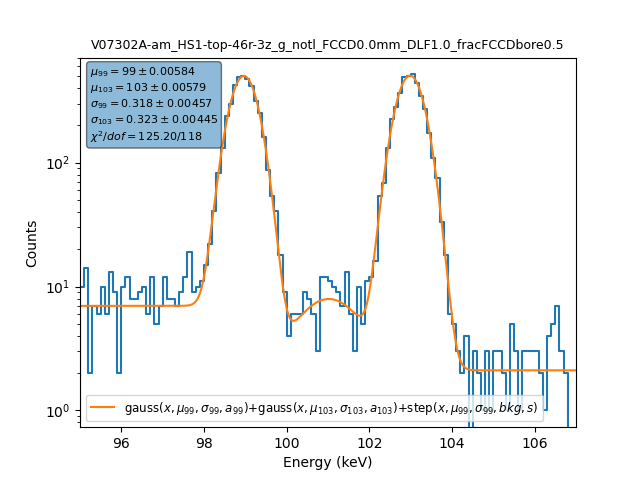 V07302A-am_HS1-top-46r-3z_g_notl_FCCD0.0mm_DLF1.0_fracFCCDbore0.5
μ₉₉ = 99 ± 0.00584
μ₁₀₃ = 103 ± 0.00579
σ₉₉ = 0.318 ± 0.00457
σ₁₀₃ = 0.323 ± 0.00445
χ²/dof = 125.20/118
10²
10¹
10⁰
Counts
gauss(x, μ₉₉, σ₉₉, a₉₉)+gauss(x, μ₁₀₃, σ₁₀₃, a₁₀₃)+step(x, μ₉₉, σ₉₉, bkg, s)
96 98 100 102 104 106
Energy (keV)